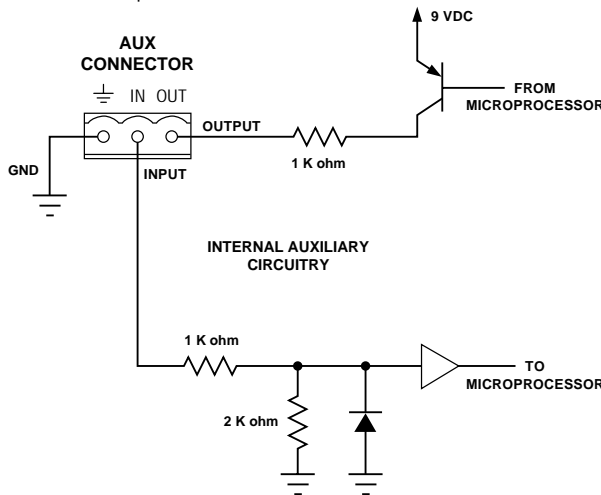 9 VDC
AUX
CONNECTOR
IN OUT
FROM
MICROPROCESSOR
OUTPUT
1 K ohm
GND
INPUT
INTERNAL AUXILIARY
CIRCUITRY
1 K ohm
TO
MICROPROCESSOR
2 K ohm